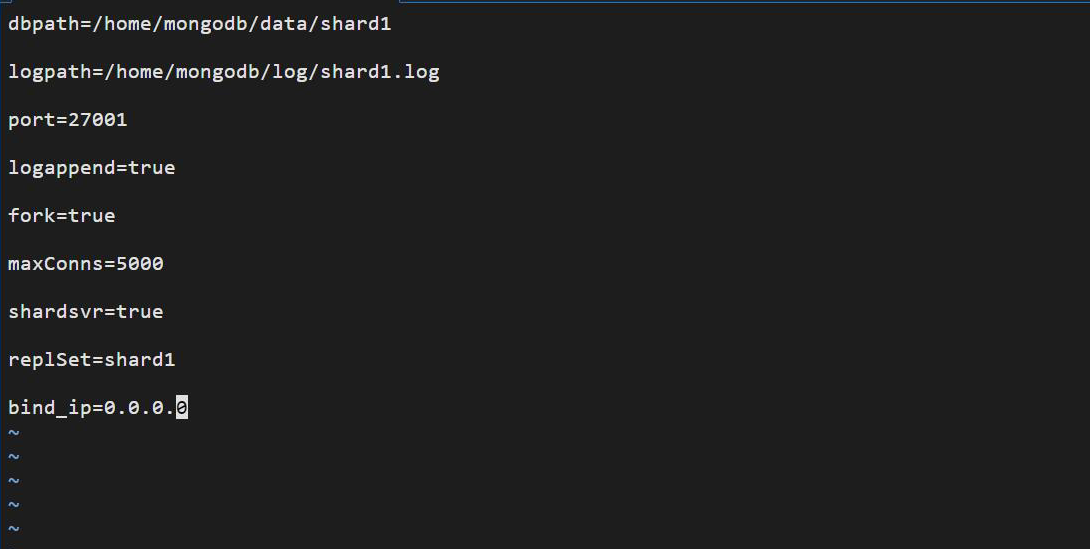 dbpath=/home/mongodb/data/shard1
logpath=/home/mongodb/log/shard1.log
port=27001
logappend=true
fork=true
maxConns=5000
shardsvr=true
replSet=shard1
bind_ip=0.0.0.0
~
~
~
~
~